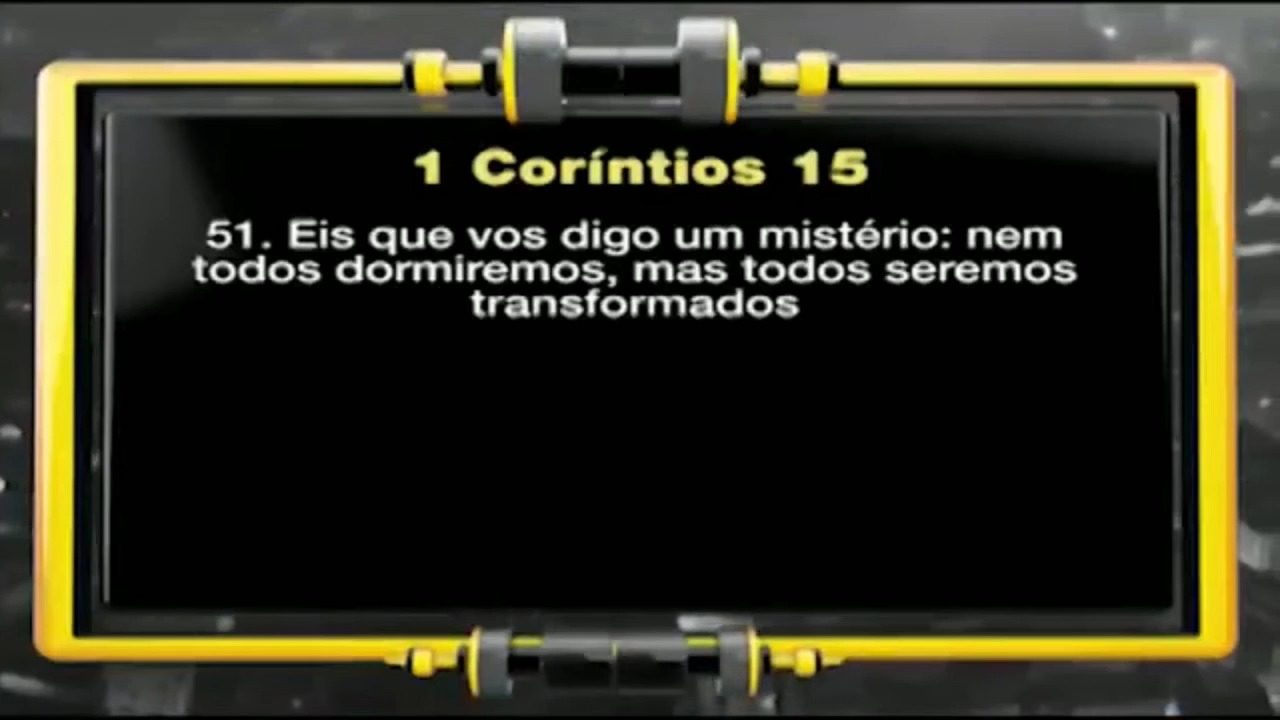 1 Coríntios 15
51. Eis que vos digo um mistério: nem
todos dormiremos, mas todos seremos
transformados